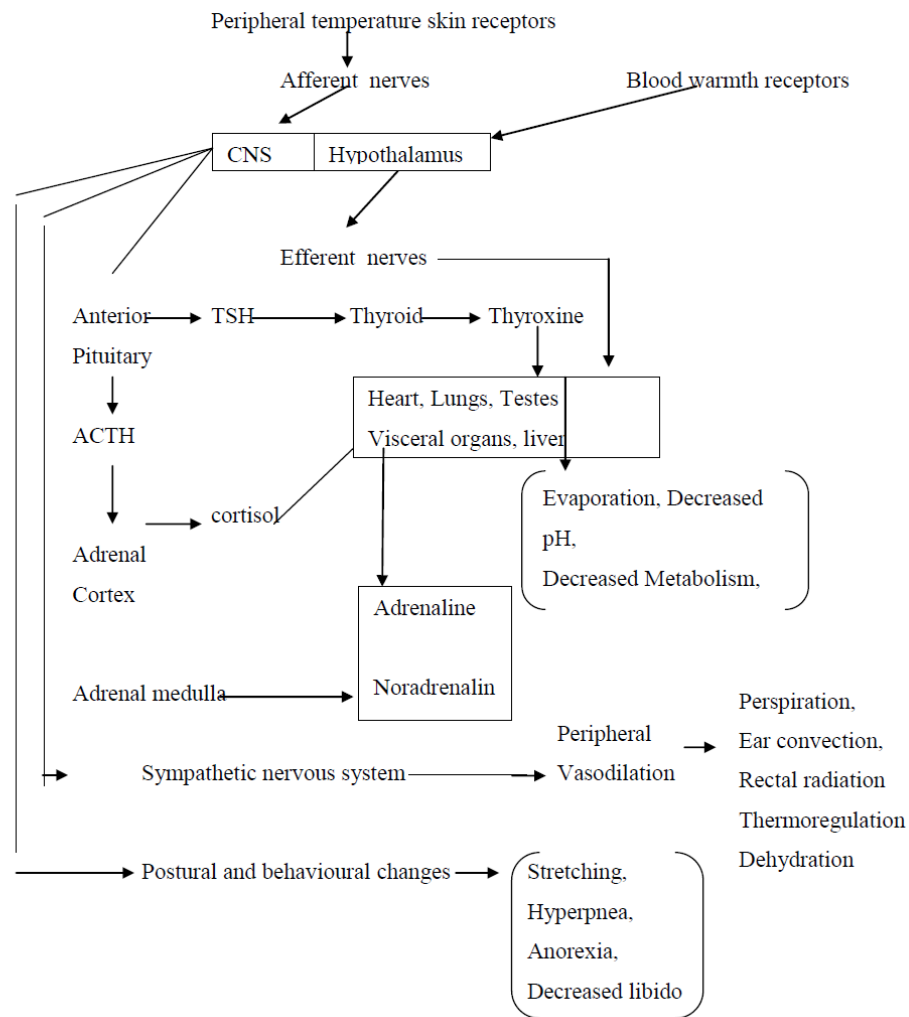 Peripheral temperature skin receptors
Afferent nerves
Blood warmth receptors
CNS
Hypothalamus
Efferent nerves
Anterior
Pituitary
TSH
Thyroid
Thyroxine
Heart, Lungs, Testes
Visceral organs, liver
ACTH
cortisol
Adrenal
Cortex
Evaporation, Decreased
pH,
Decreased Metabolism,
Adrenaline
Noradrenalin
Adrenal medulla
Sympathetic nervous system
Peripheral
Vasodilation
Perspiration,
Ear convection,
Rectal radiation
Thermoregulation
Dehydration
Postural and behavioural changes
Stretching,
Hyperpnea,
Anorexia,
Decreased libido